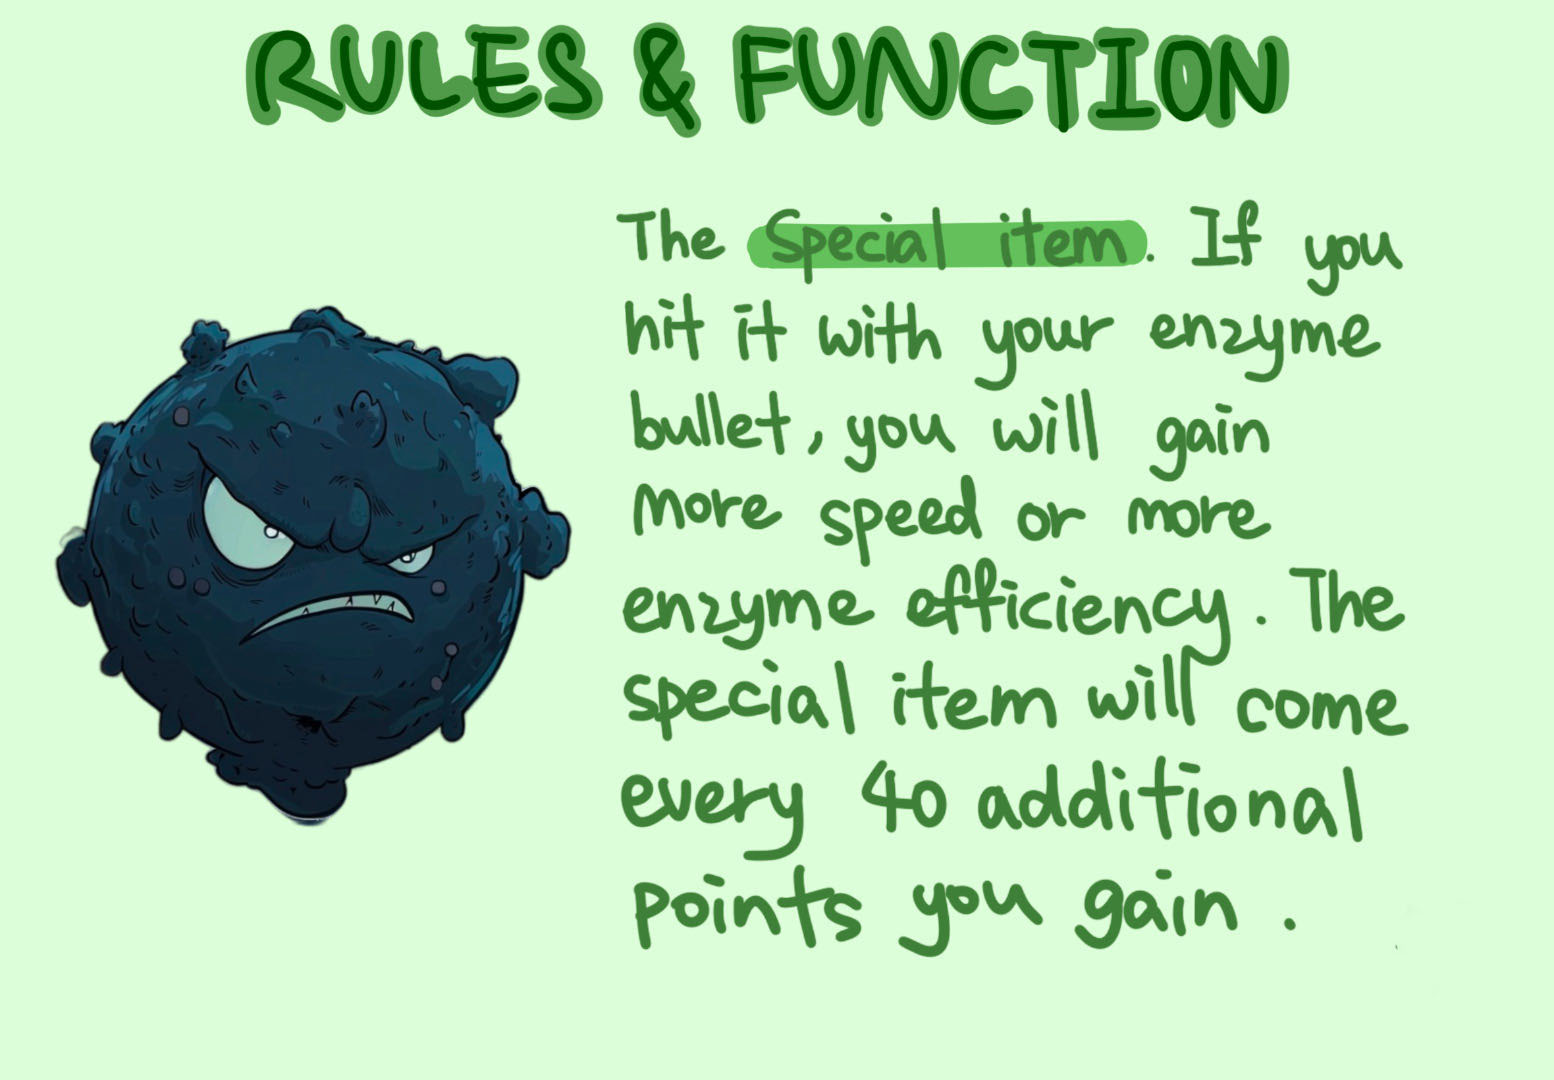 RULES & FUNCTION
The Special item. If you
hit it with your enzyme
bullet, you will gain
more speed or more
enzyme efficiency. The
special item will come
every 40 additional
points you gain.